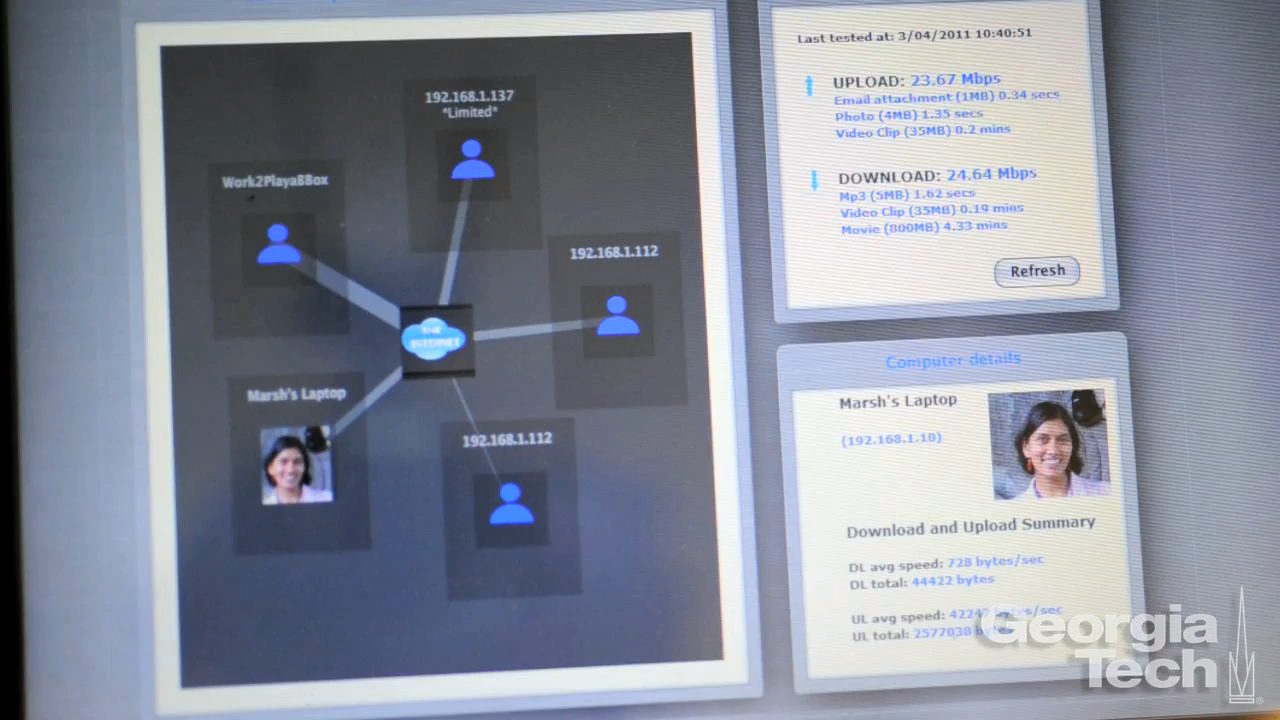 192.168.1.137
*Limited*
Work2Play8Box
192.168.1.112
THE
INTERNET
Marsh's Laptop
192.168.1.112
Last tested at: 3/04/2011 10:40:51
UPLOAD: 23.67 Mbps
Email attachment (1MB) 0.34 secs
Photo (4MB) 1.35 secs
Video Clip (35MB) 0.2 mins
DOWNLOAD: 24.64 Mbps
Mp3 (5MB) 1.62 secs
Video Clip (35MB) 0.19 mins
Movie (800MB) 4.33 mins
Refresh
Computer details
Marsh's Laptop
(192.168.1.10)
Download and Upload Summary
DL avg speed: 728 bytes/sec
DL total: 44422 bytes
UL avg speed: 42247 bytes/sec
UL total: 2577038 bytes
Georgia
Tech